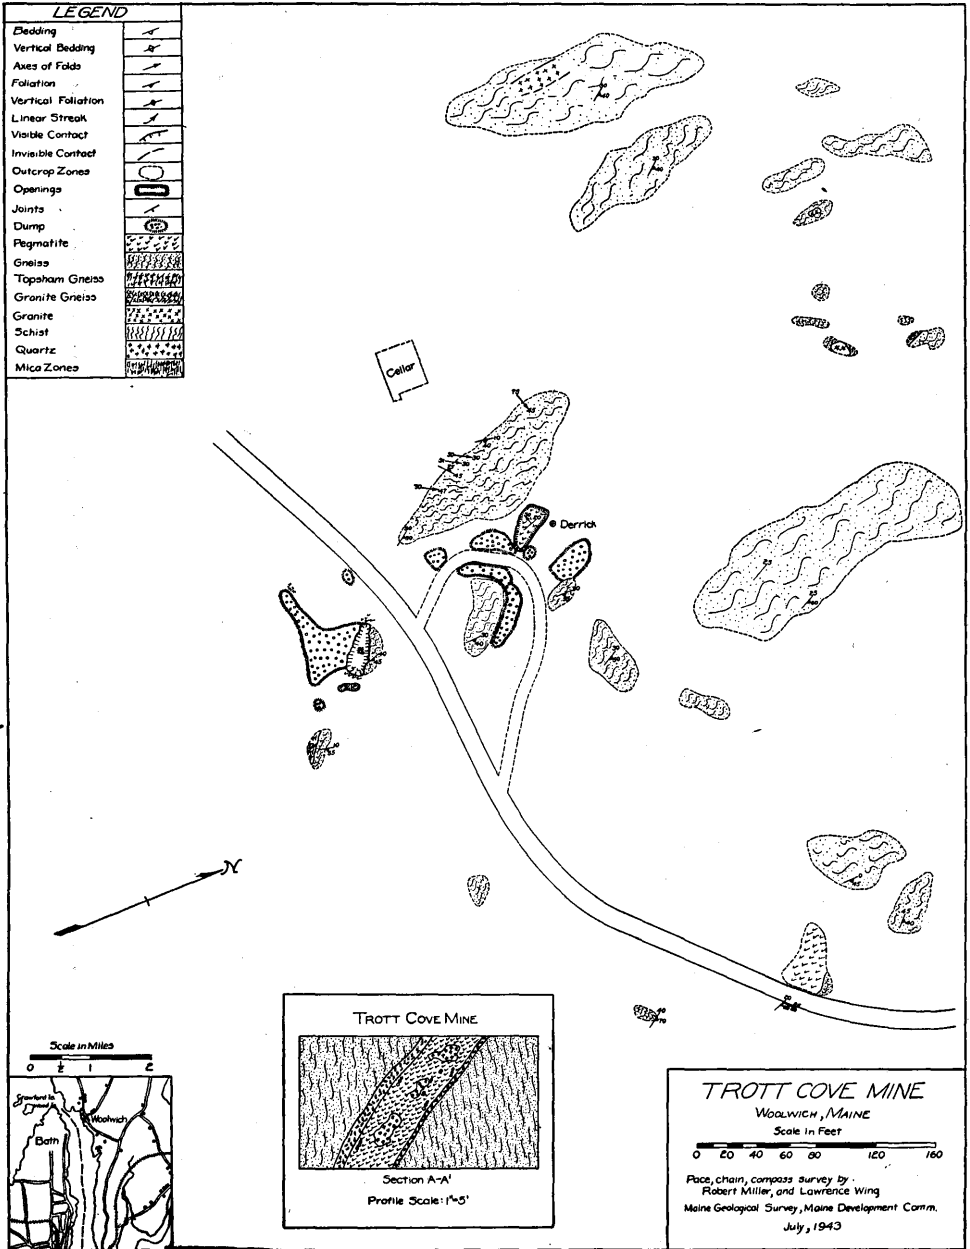 LEGEND
Bedding
Vertical Bedding
Axes of Folds
Foliation
Vertical Foliation
Linear Streak
Visible Contact
Invisible Contact
Outcrop Zones
Openings
Joints
Dump
Pegmatite
Gneiss
Topsham Gneiss
Granite Gneiss
Granite
Schist
Quartz
Mica Zones
Cellar
Derrick
N
TROTT COVE MINE
Section A-A'
Profile Scale: 1"=5'
Scale in Miles
0 ½ 1 2
Woolwich
Bath
TROTT COVE MINE
WOOLWICH, MAINE
Scale in Feet
0 20 40 60 80 120 160
Pace, chain, compass survey by
Robert Miller, and Lawrence Wing
Maine Geological Survey, Maine Development Comm.
July, 1943